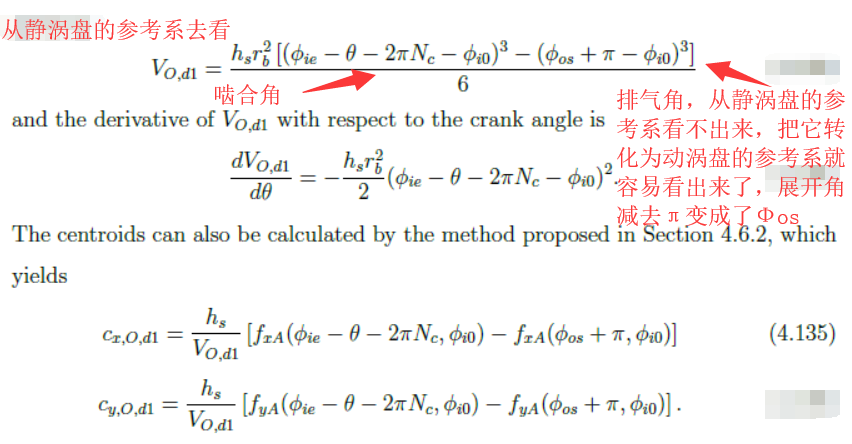 从静涡盘的参考系去看
V_{O,d1} = \frac{h_s r_b^2 [(\phi_{ie} - \theta - 2\pi N_c - \phi_{i0})^3 - (\phi_{os} + \pi - \phi_{i0})^3]}{6}
啮合角
排气角，从静涡盘的参
考系看不出来，把它转
化为动涡盘的参考系就
容易看出来了，展开角
减去π变成了Φos
and the derivative of V_{O,d1} with respect to the crank angle is
\frac{dV_{O,d1}}{d\theta} = -\frac{h_s r_b^2}{2}(\phi_{ie} - \theta - 2\pi N_c - \phi_{i0})^2.
The centroids can also be calculated by the method proposed in Section 4.6.2, which
yields
c_{x,O,d1} = \frac{h_s}{V_{O,d1}} [f_{xA}(\phi_{ie} - \theta - 2\pi N_c, \phi_{i0}) - f_{xA}(\phi_{os} + \pi, \phi_{i0})] (4.135)
c_{y,O,d1} = \frac{h_s}{V_{O,d1}} [f_{yA}(\phi_{ie} - \theta - 2\pi N_c, \phi_{i0}) - f_{yA}(\phi_{os} + \pi, \phi_{i0})].